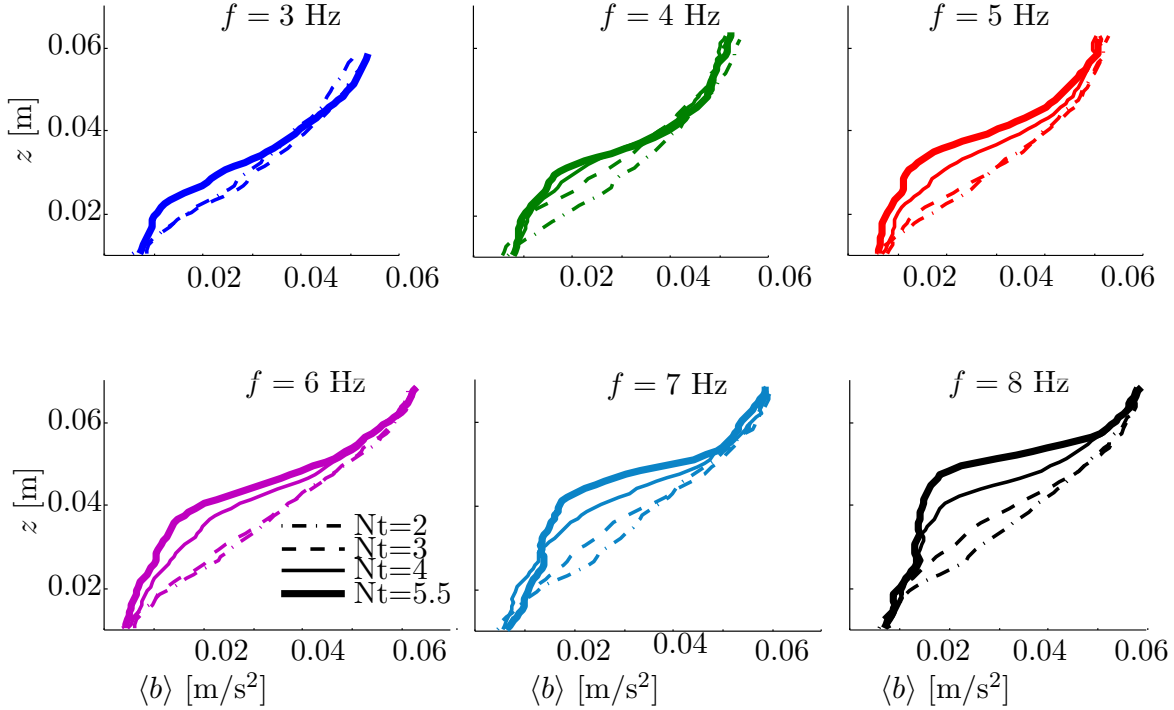 f = 3 Hz
f = 4 Hz
f = 5 Hz
z [m]
0.06
0.04
0.02
0.02
0.04
0.06
0.02
0.04
0.06
0.02
0.04
0.06
f = 6 Hz
f = 7 Hz
f = 8 Hz
z [m]
0.06
0.04
0.02
Nt=2
Nt=3
Nt=4
Nt=5.5
0.02
0.04
0.06
0.02
0.04
0.06
0.02
0.04
0.06
⟨b⟩ [m/s²]
⟨b⟩ [m/s²]
⟨b⟩ [m/s²]